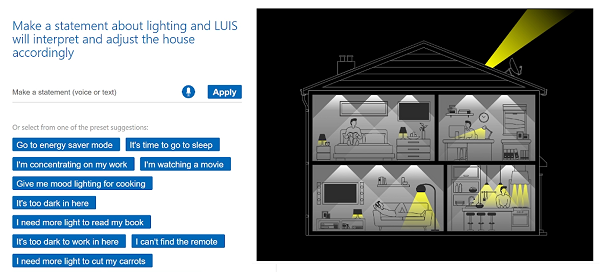 Make a statement about lighting and LUIS
will interpret and adjust the house
accordingly
Make a statement (voice or text)
Apply
Or select from one of the preset suggestions:
Go to energy saver mode
It's time to go to sleep
I'm concentrating on my work
I'm watching a movie
Give me mood lighting for cooking
It's too dark in here
I need more light to read my book
It's too dark to work in here
I can't find the remote
I need more light to cut my carrots